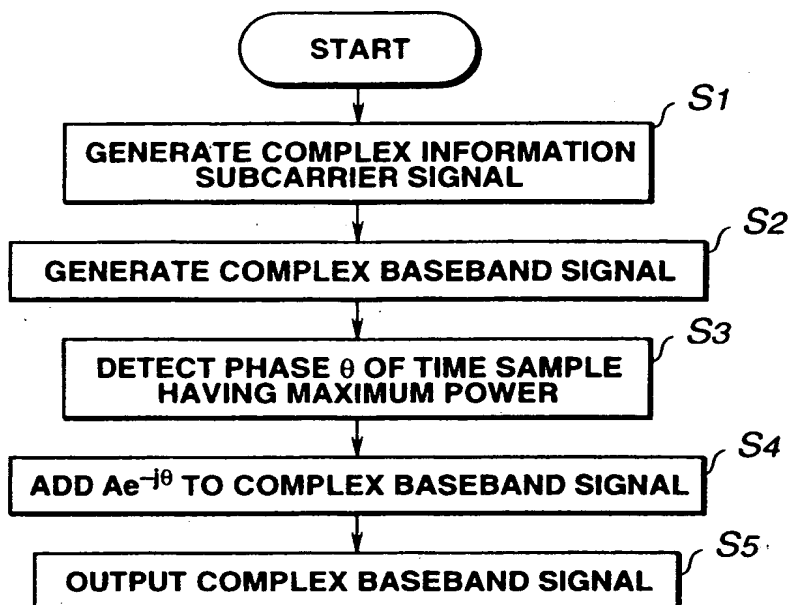 START
S1
GENERATE COMPLEX INFORMATION
SUBCARRIER SIGNAL
S2
GENERATE COMPLEX BASEBAND SIGNAL
S3
DETECT PHASE θ OF TIME SAMPLE
HAVING MAXIMUM POWER
S4
ADD Ae^–jθ TO COMPLEX BASEBAND SIGNAL
S5
OUTPUT COMPLEX BASEBAND SIGNAL